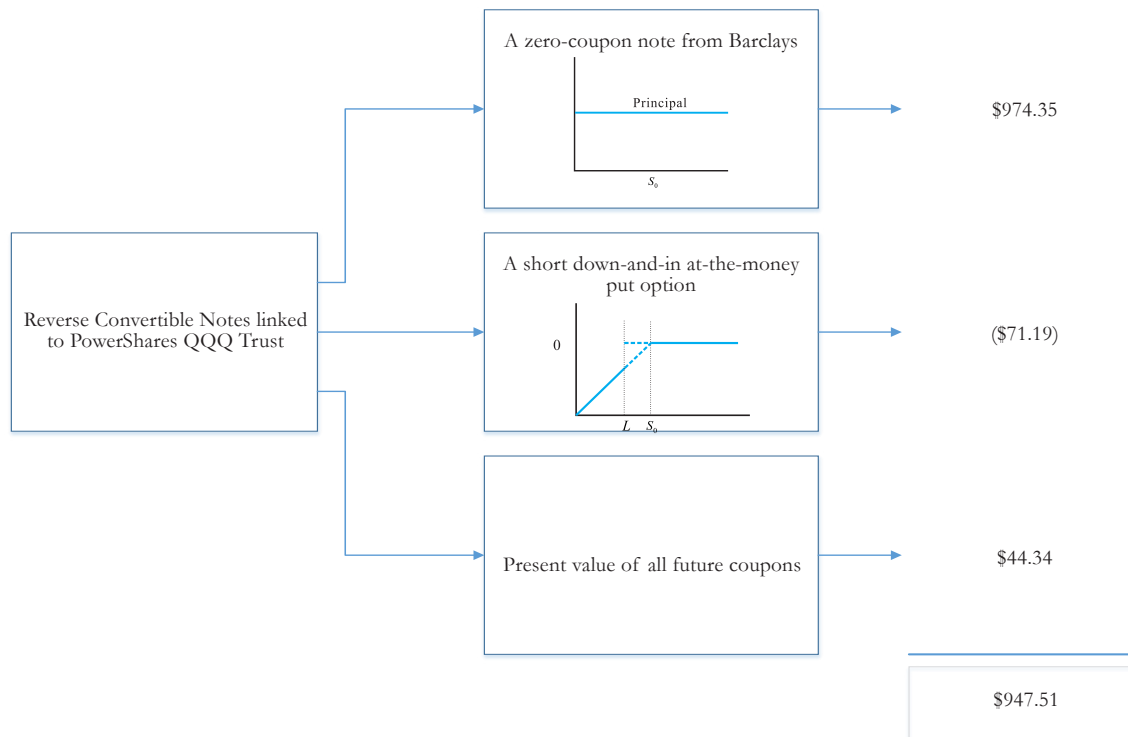 A zero-coupon note from Barclays
Principal
S₀
$974.35
Reverse Convertible Notes linked
to PowerShares QQQ Trust
A short down-and-in at-the-money
put option
0
L S₀
($71.19)
Present value of all future coupons
$44.34
$947.51